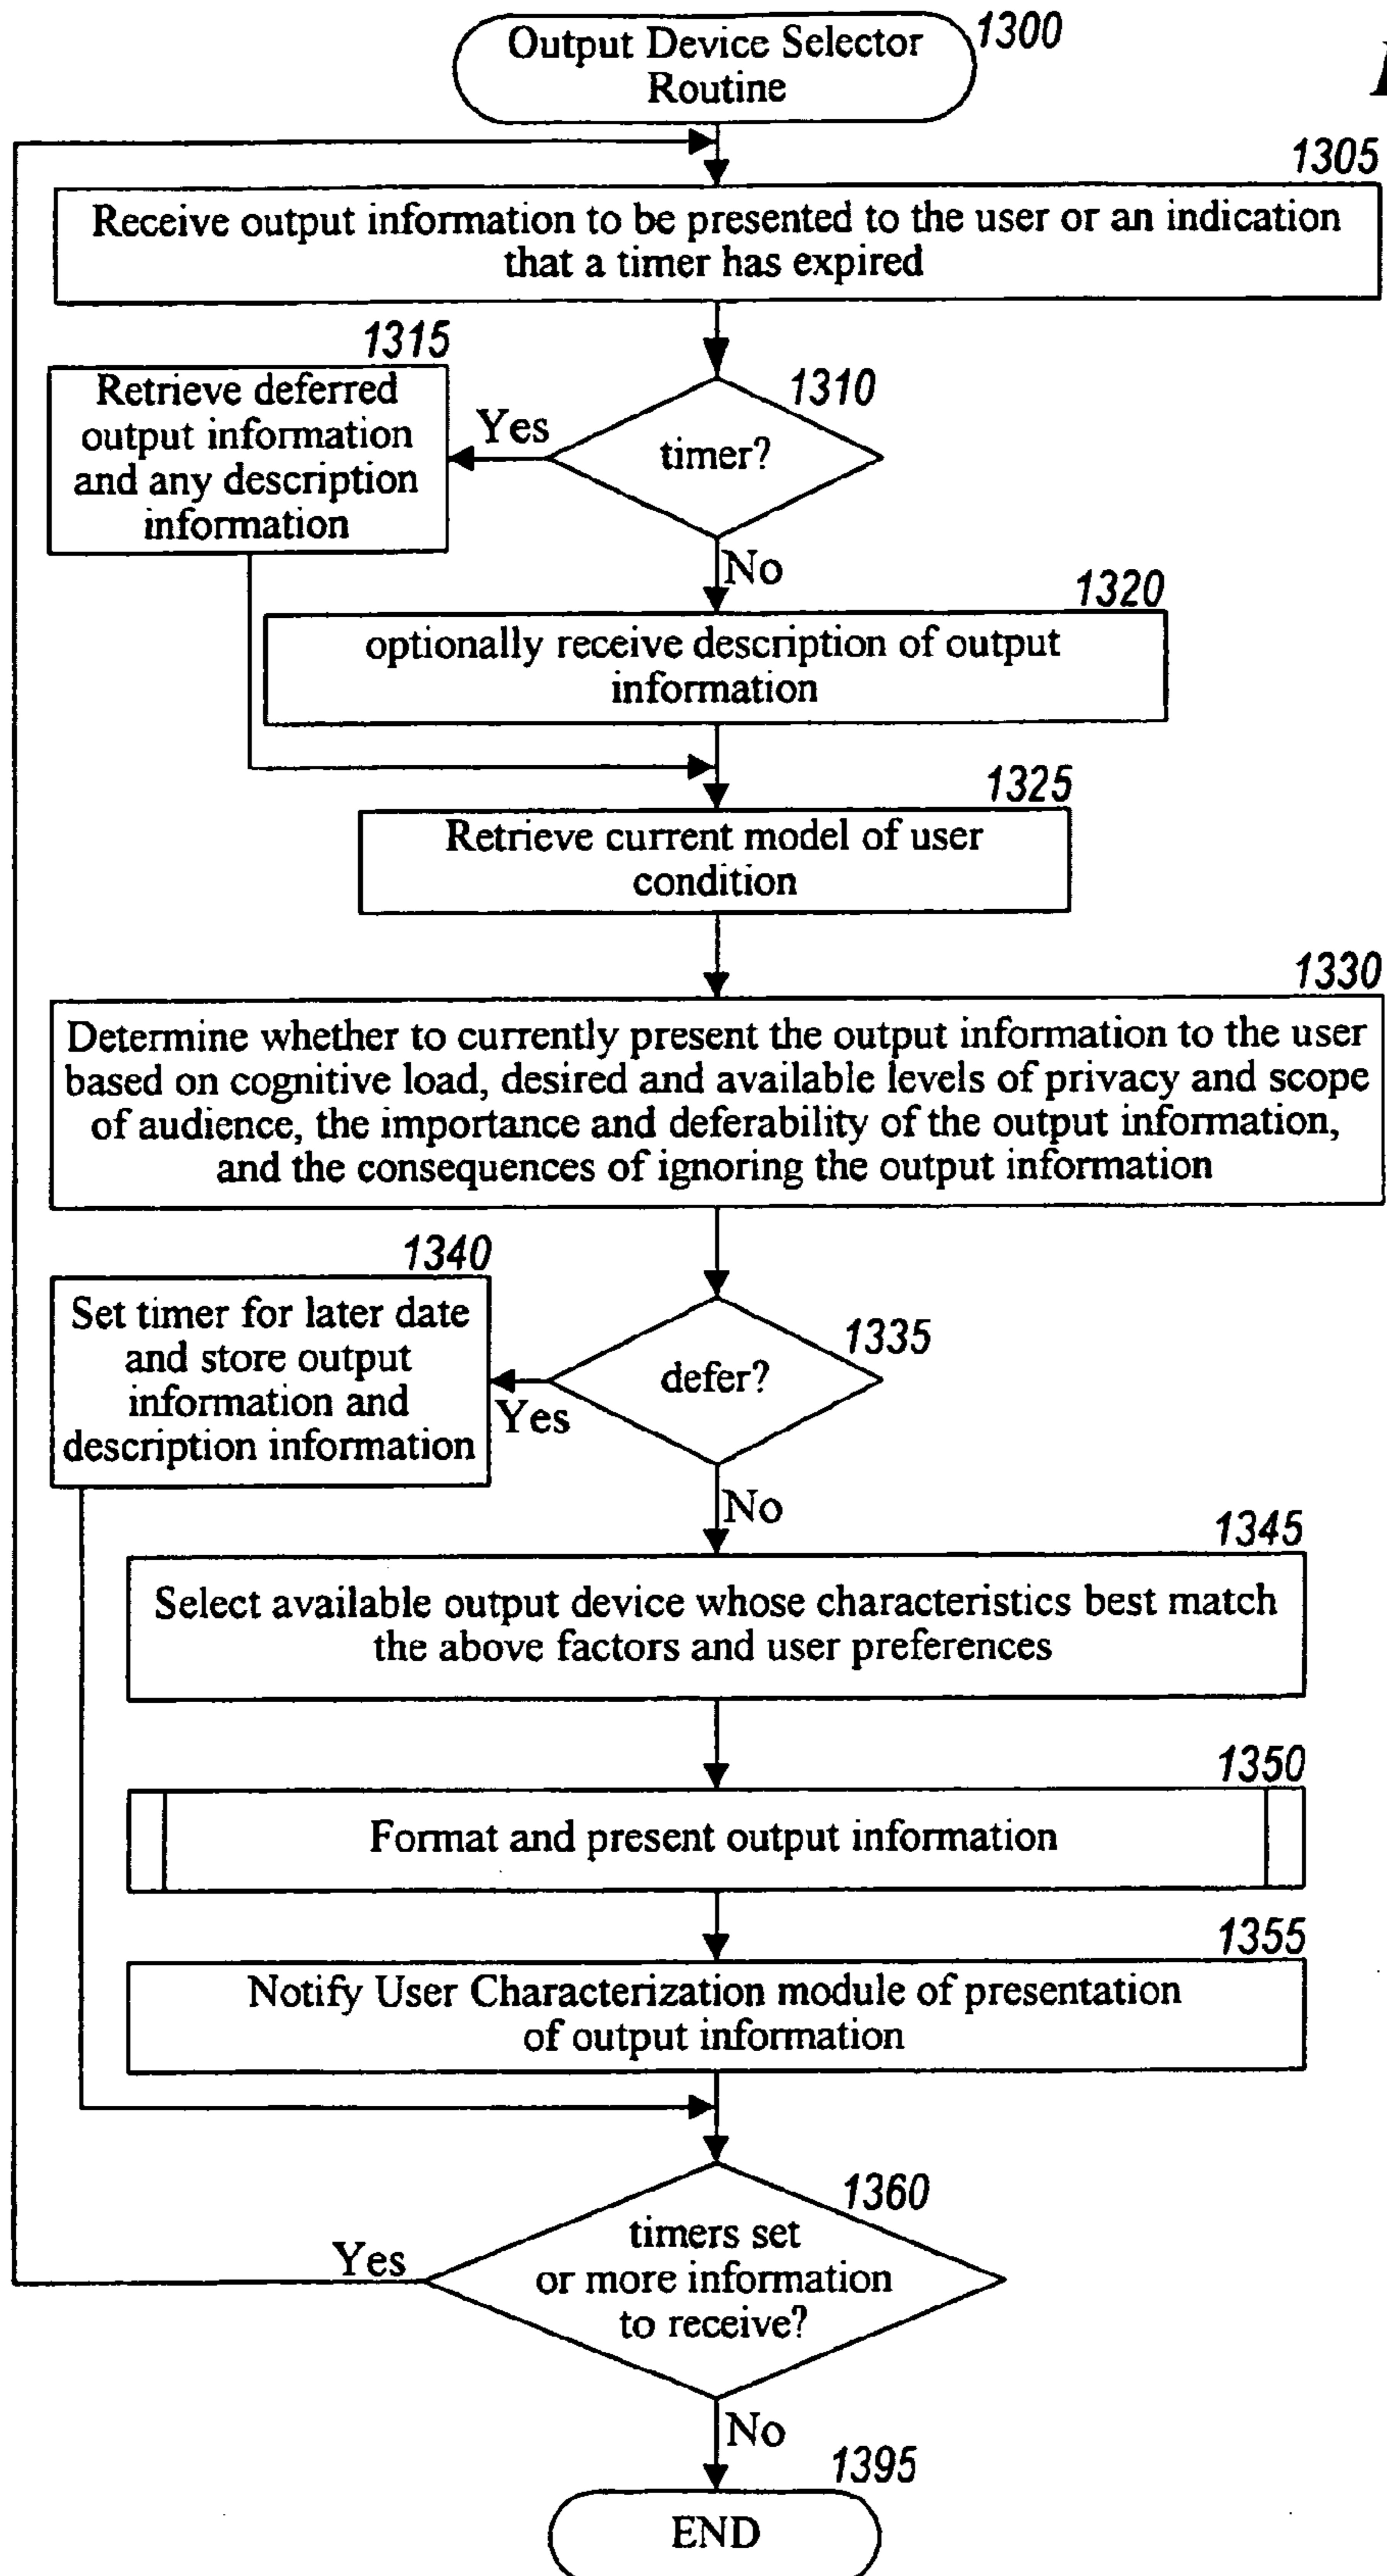 Output Device Selector
Routine
1300
1305
Receive output information to be presented to the user or an indication
that a timer has expired
1315
Retrieve deferred
output information
and any description
information
Yes
1310
timer?
No
1320
optionally receive description of output
information
1325
Retrieve current model of user
condition
1330
Determine whether to currently present the output information to the user
based on cognitive load, desired and available levels of privacy and scope
of audience, the importance and deferability of the output information,
and the consequences of ignoring the output information
1340
Set timer for later date
and store output
information and
description information
Yes
1335
defer?
No
1345
Select available output device whose characteristics best match
the above factors and user preferences
1350
Format and present output information
1355
Notify User Characterization module of presentation
of output information
1360
timers set
or more information
to receive?
Yes
No
1395
END